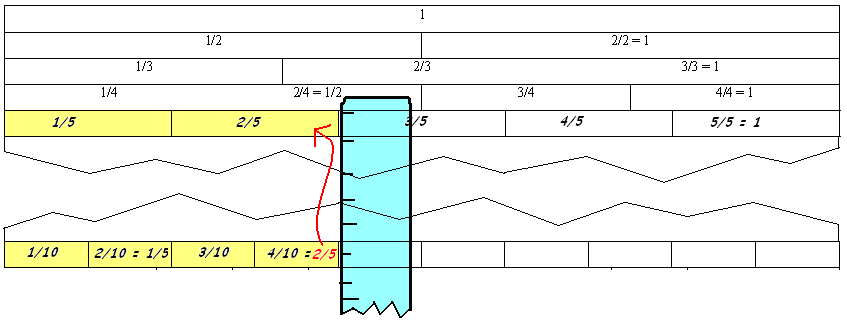 1
1/2 2/2 = 1
1/3 2/3 3/3 = 1
1/4 2/4 = 1/2 3/4 4/4 = 1
1/5 2/5 3/5 4/5 5/5 = 1
1/10 2/10 = 1/5 3/10 4/10 = 2/5